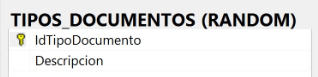 TIPOS_DOCUMENTOS (RANDOM)
IdTipoDocumento
Descripcion